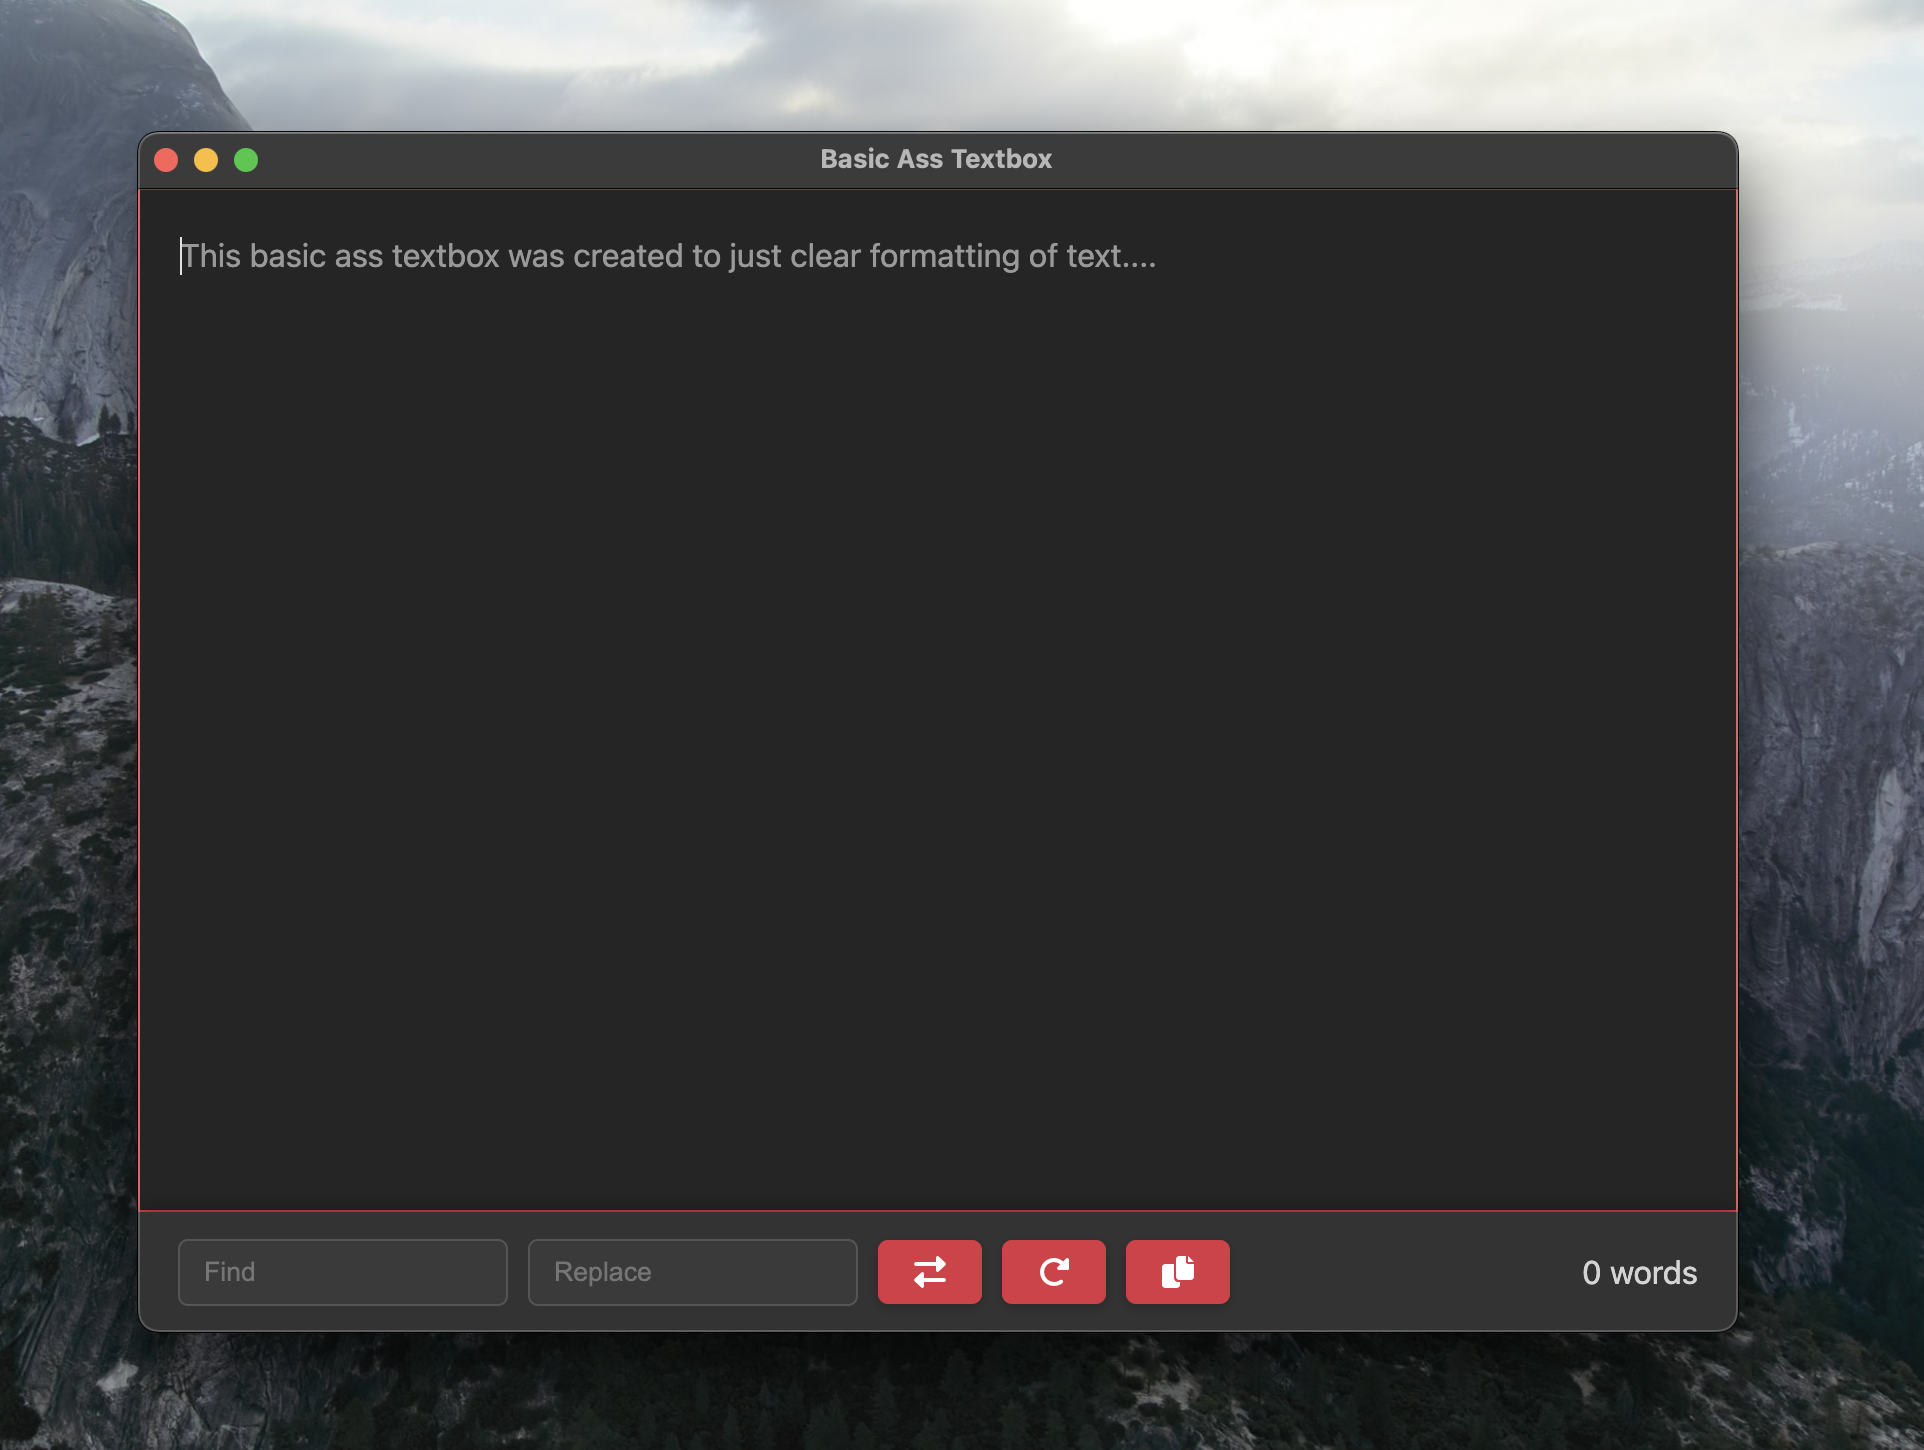 Basic Ass Textbox
This basic ass textbox was created to just clear formatting of text....
Find
Replace
0 words